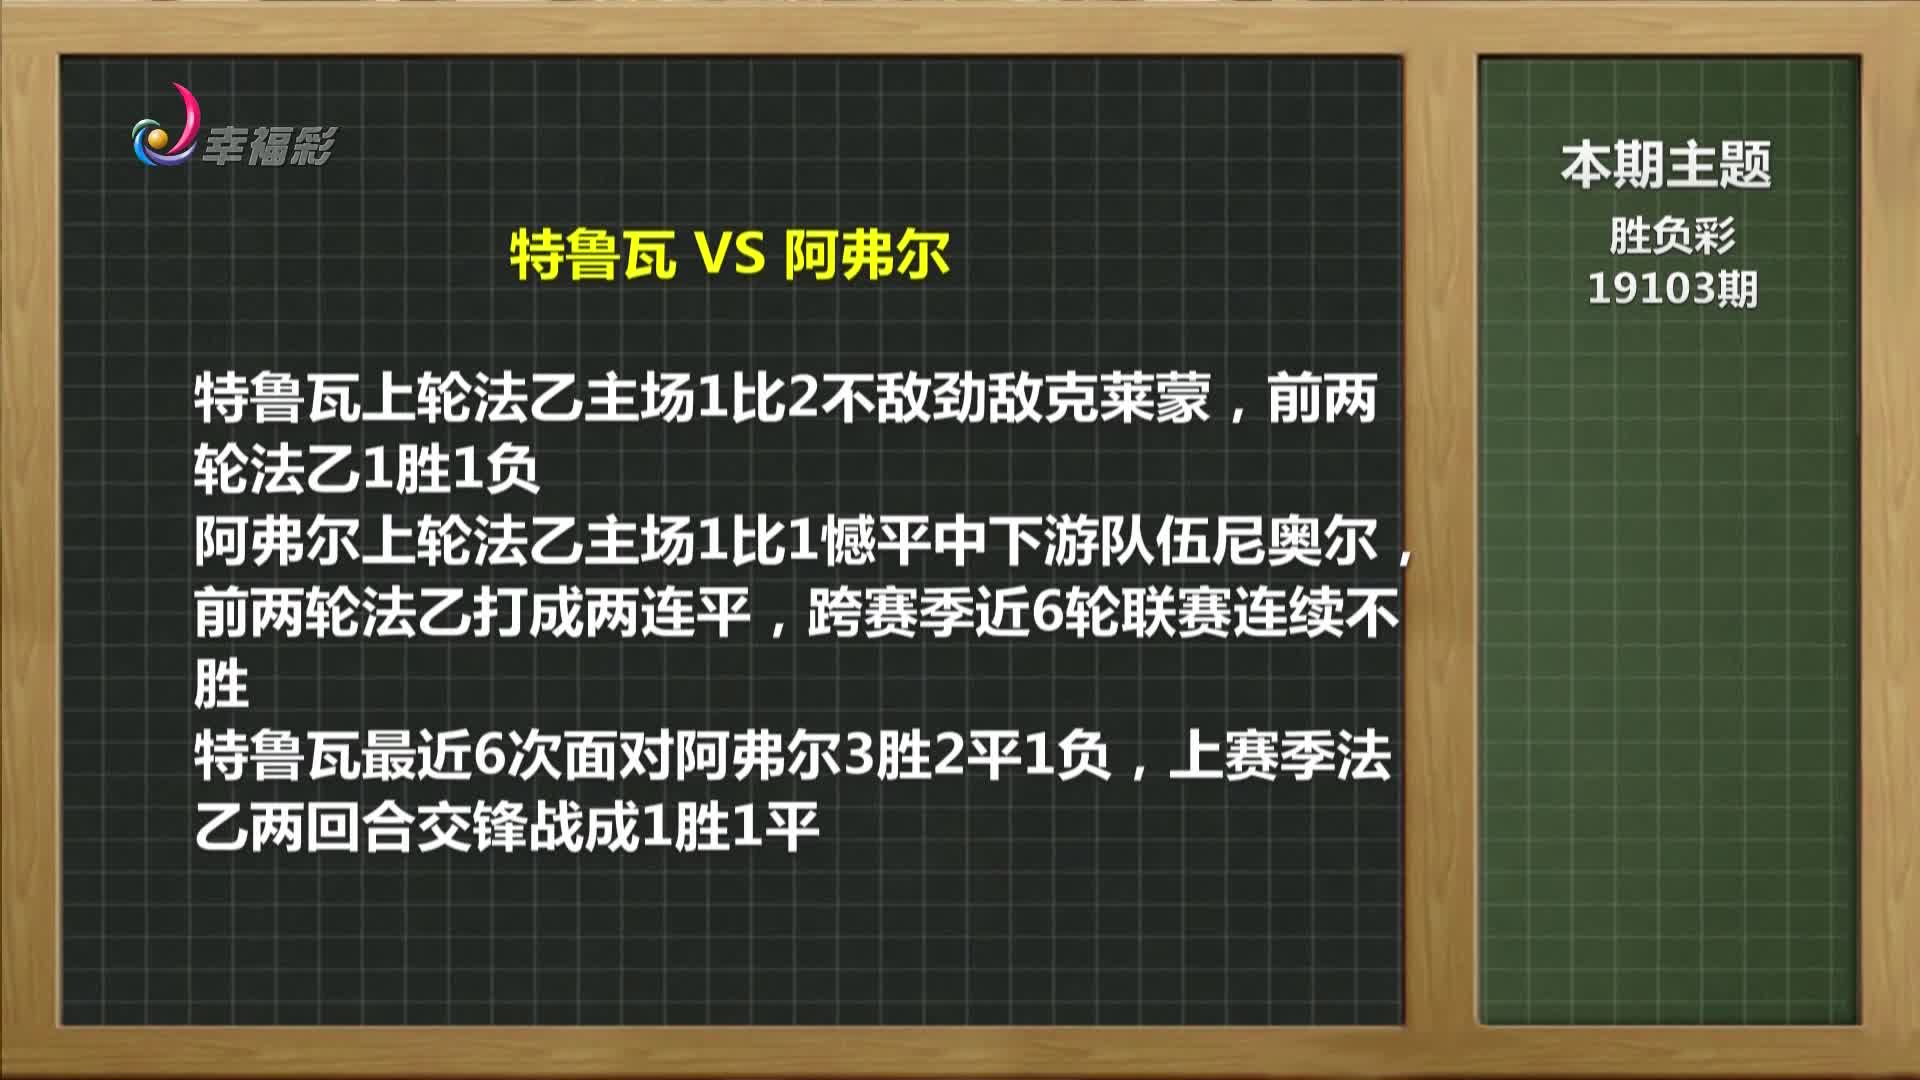 幸福彩
特鲁瓦 VS 阿弗尔
特鲁瓦上轮法乙主场1比2不敌劲敌克莱蒙，前两
轮法乙1胜1负
阿弗尔上轮法乙主场1比1憾平中下游队伍尼奥尔，
前两轮法乙打成两连平，跨赛季近6轮联赛连续不
胜
特鲁瓦最近6次面对阿弗尔3胜2平1负，上赛季法
乙两回合交锋战成1胜1平
本期主题
胜负彩
19103期